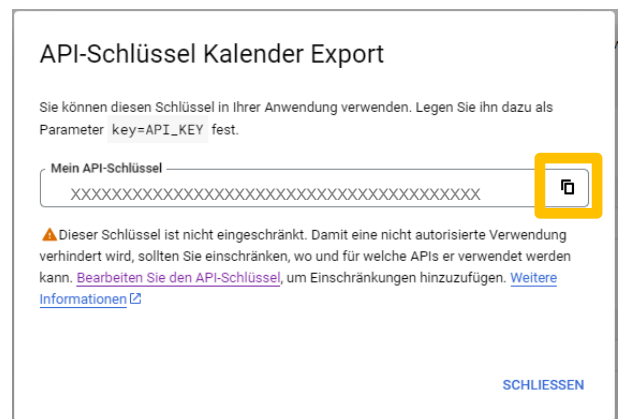 API-Schlüssel Kalender Export
Sie können diesen Schlüssel in Ihrer Anwendung verwenden. Legen Sie ihn dazu als
Parameter key=API_KEY fest.
Mein API-Schlüssel
XXXXXXXXXXXXXXXXXXXXXXXXXXXXXXXXXXXXXXX
Dieser Schlüssel ist nicht eingeschränkt. Damit eine nicht autorisierte Verwendung
verhindert wird, sollten Sie einschränken, wo und für welche APIs er verwendet werden
kann. Bearbeiten Sie den API-Schlüssel, um Einschränkungen hinzuzufügen. Weitere
Informationen
SCHLIESSEN